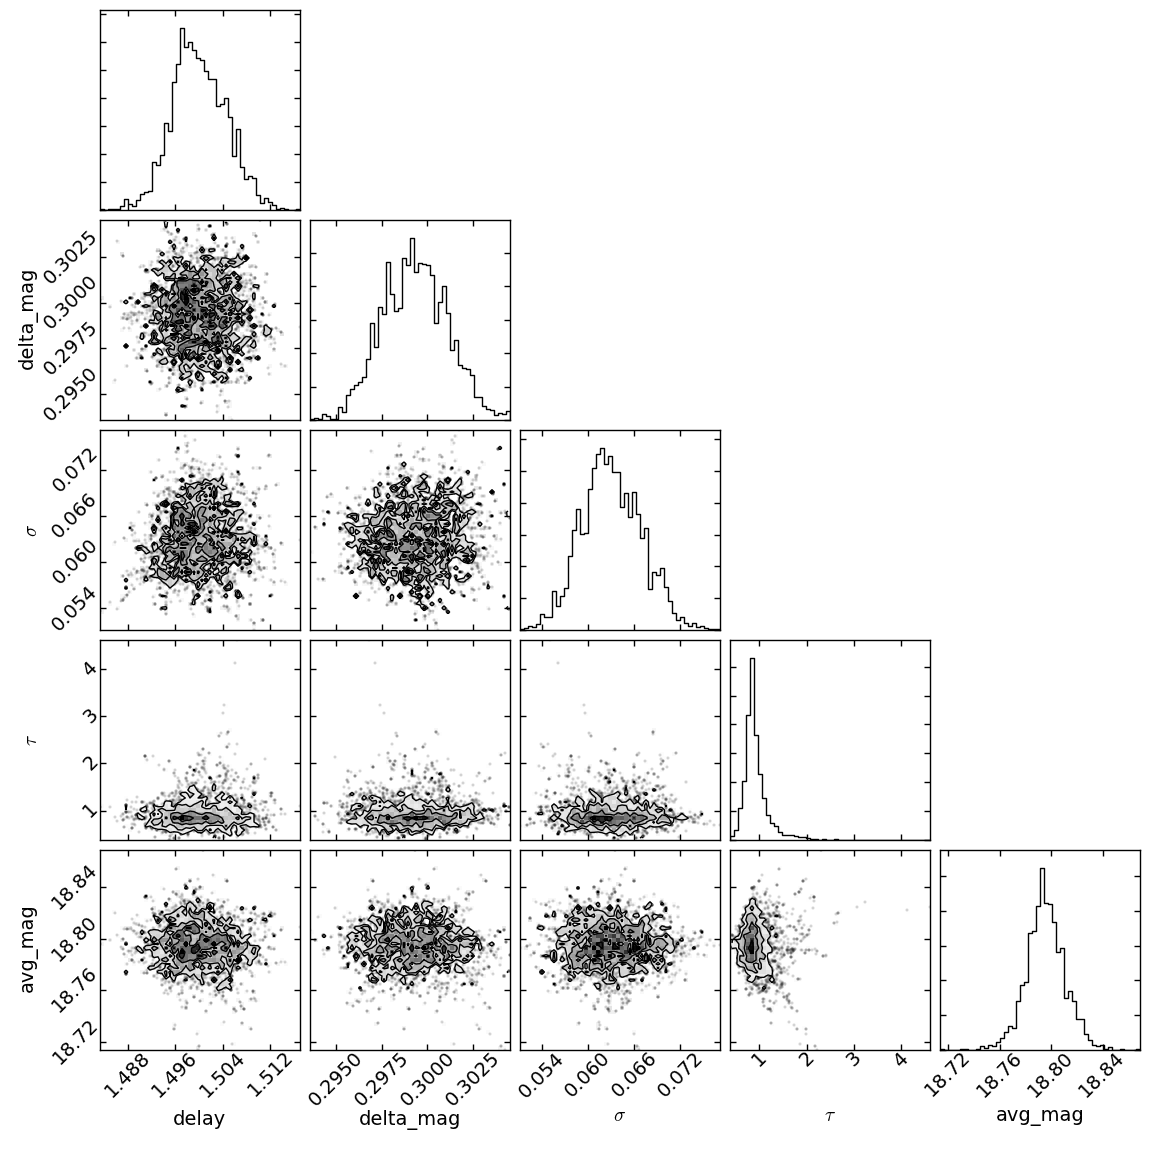 delta_mag
0.3025
0.3000
0.2975
0.2950
σ
0.072
0.066
0.060
0.054
τ
4
3
2
1
avg_mag
18.84
18.80
18.76
18.72
1.488 1.496 1.504 1.512
0.2950 0.2975 0.3000 0.3025
0.054 0.060 0.066 0.072
1 2 3 4
18.72 18.76 18.80 18.84
delay delta_mag σ τ avg_mag